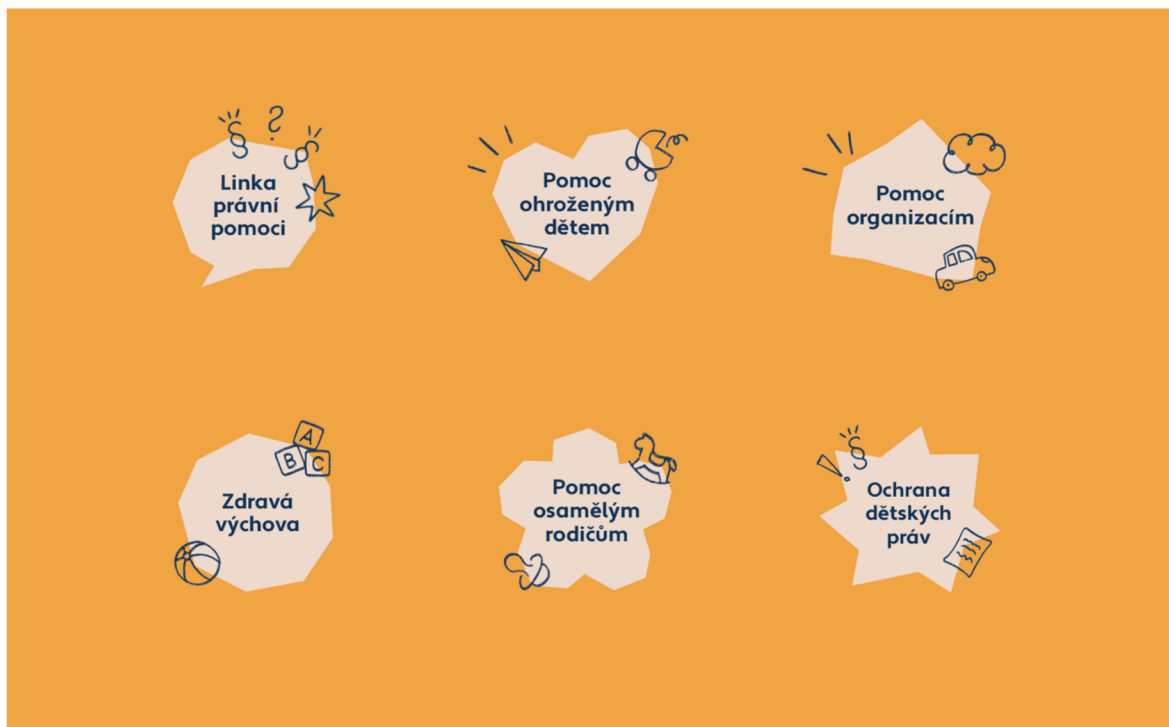 Linka
právní
pomoci
Pomoc
ohroženým
dětem
Pomoc
organizacím
A
B C
Zdravá
výchova
Pomoc
osamělým
rodičům
Ochrana
dětských
práv